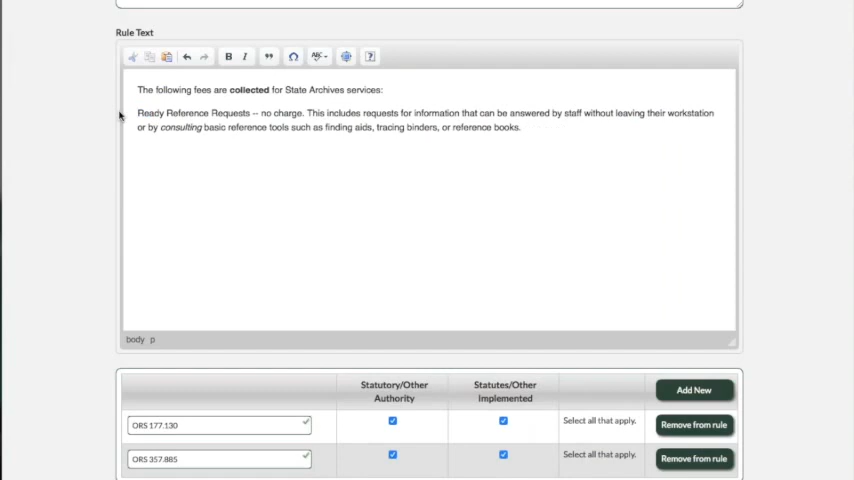 Rule Text
B I ABC ?
The following fees are collected for State Archives services:
Ready Reference Requests -- no charge. This includes requests for information that can be answered by staff without leaving their workstation
or by consulting basic reference tools such as finding aids, tracing binders, or reference books.
body p
Statutory/Other
Authority
Statutes/Other
Implemented
Add New
ORS 177.130
Select all that apply.
Remove from rule
ORS 357.885
Select all that apply.
Remove from rule